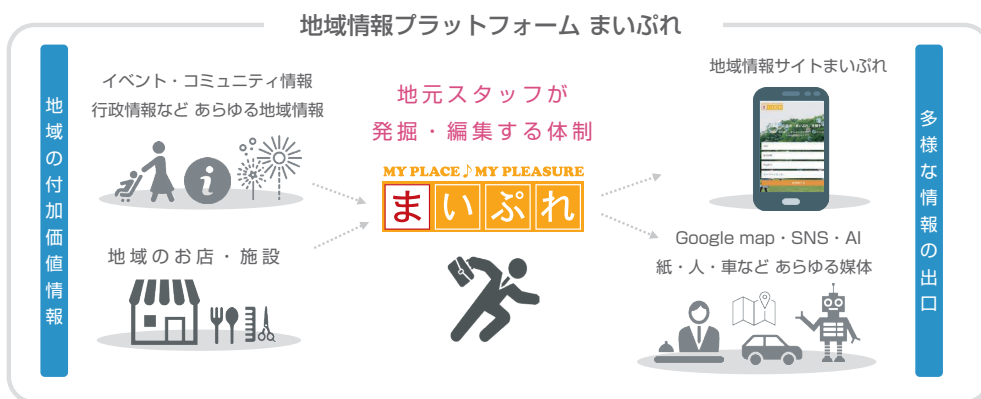 地域情報プラットフォーム まいぷれ
地域の付加価値情報
イベント・コミュニティ情報
行政情報など あらゆる地域情報
地域のお店・施設
地元スタッフが
発掘・編集する体制
MY PLACE♪MY PLEASURE
まいぷれ
地域情報サイトまいぷれ
Google map・SNS・AI
紙・人・車など あらゆる媒体
多様な情報の出口